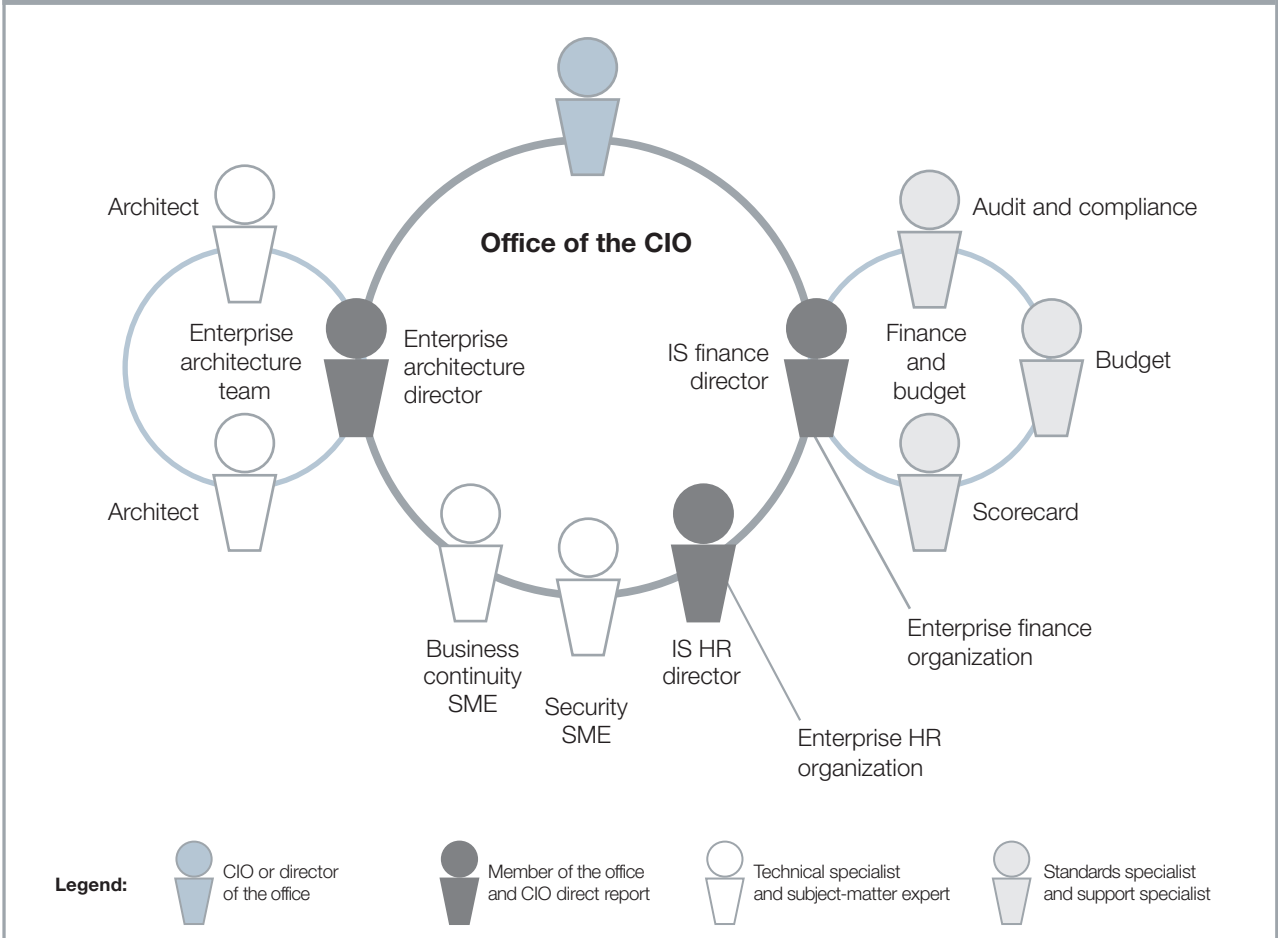 Office of the CIO
Architect
Enterprise
architecture
team
Architect
Enterprise
architecture
director
IS finance
director
Finance
and
budget
Audit and compliance
Budget
Scorecard
Business
continuity
SME
Security
SME
IS HR
director
Enterprise finance
organization
Enterprise HR
organization
Legend:
CIO or director
of the office
Member of the office
and CIO direct report
Technical specialist
and subject-matter expert
Standards specialist
and support specialist